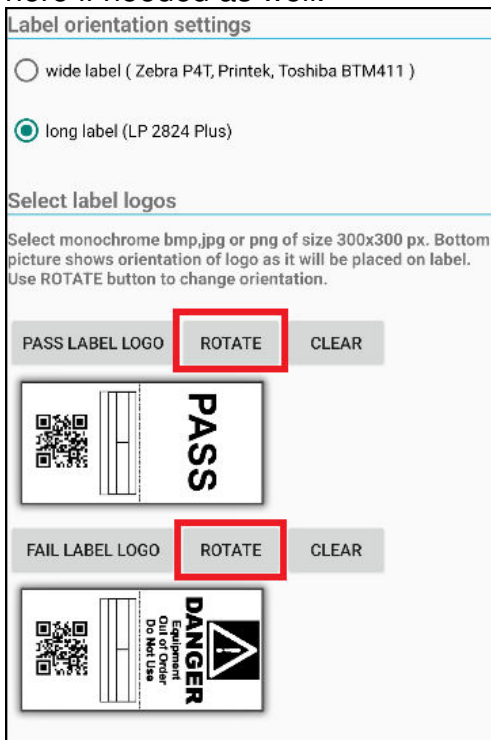 here if needed as well.
Label orientation settings
wide label ( Zebra P4T, Printek, Toshiba BTM411 )
long label (LP 2824 Plus)
Select label logos
Select monochrome bmp,jpg or png of size 300x300 px. Bottom
picture shows orientation of logo as it will be placed on label.
Use ROTATE button to change orientation.
PASS LABEL LOGO ROTATE CLEAR
PASS
FAIL LABEL LOGO ROTATE CLEAR
DANGER
Equipment
Out of Order
Do Not Use